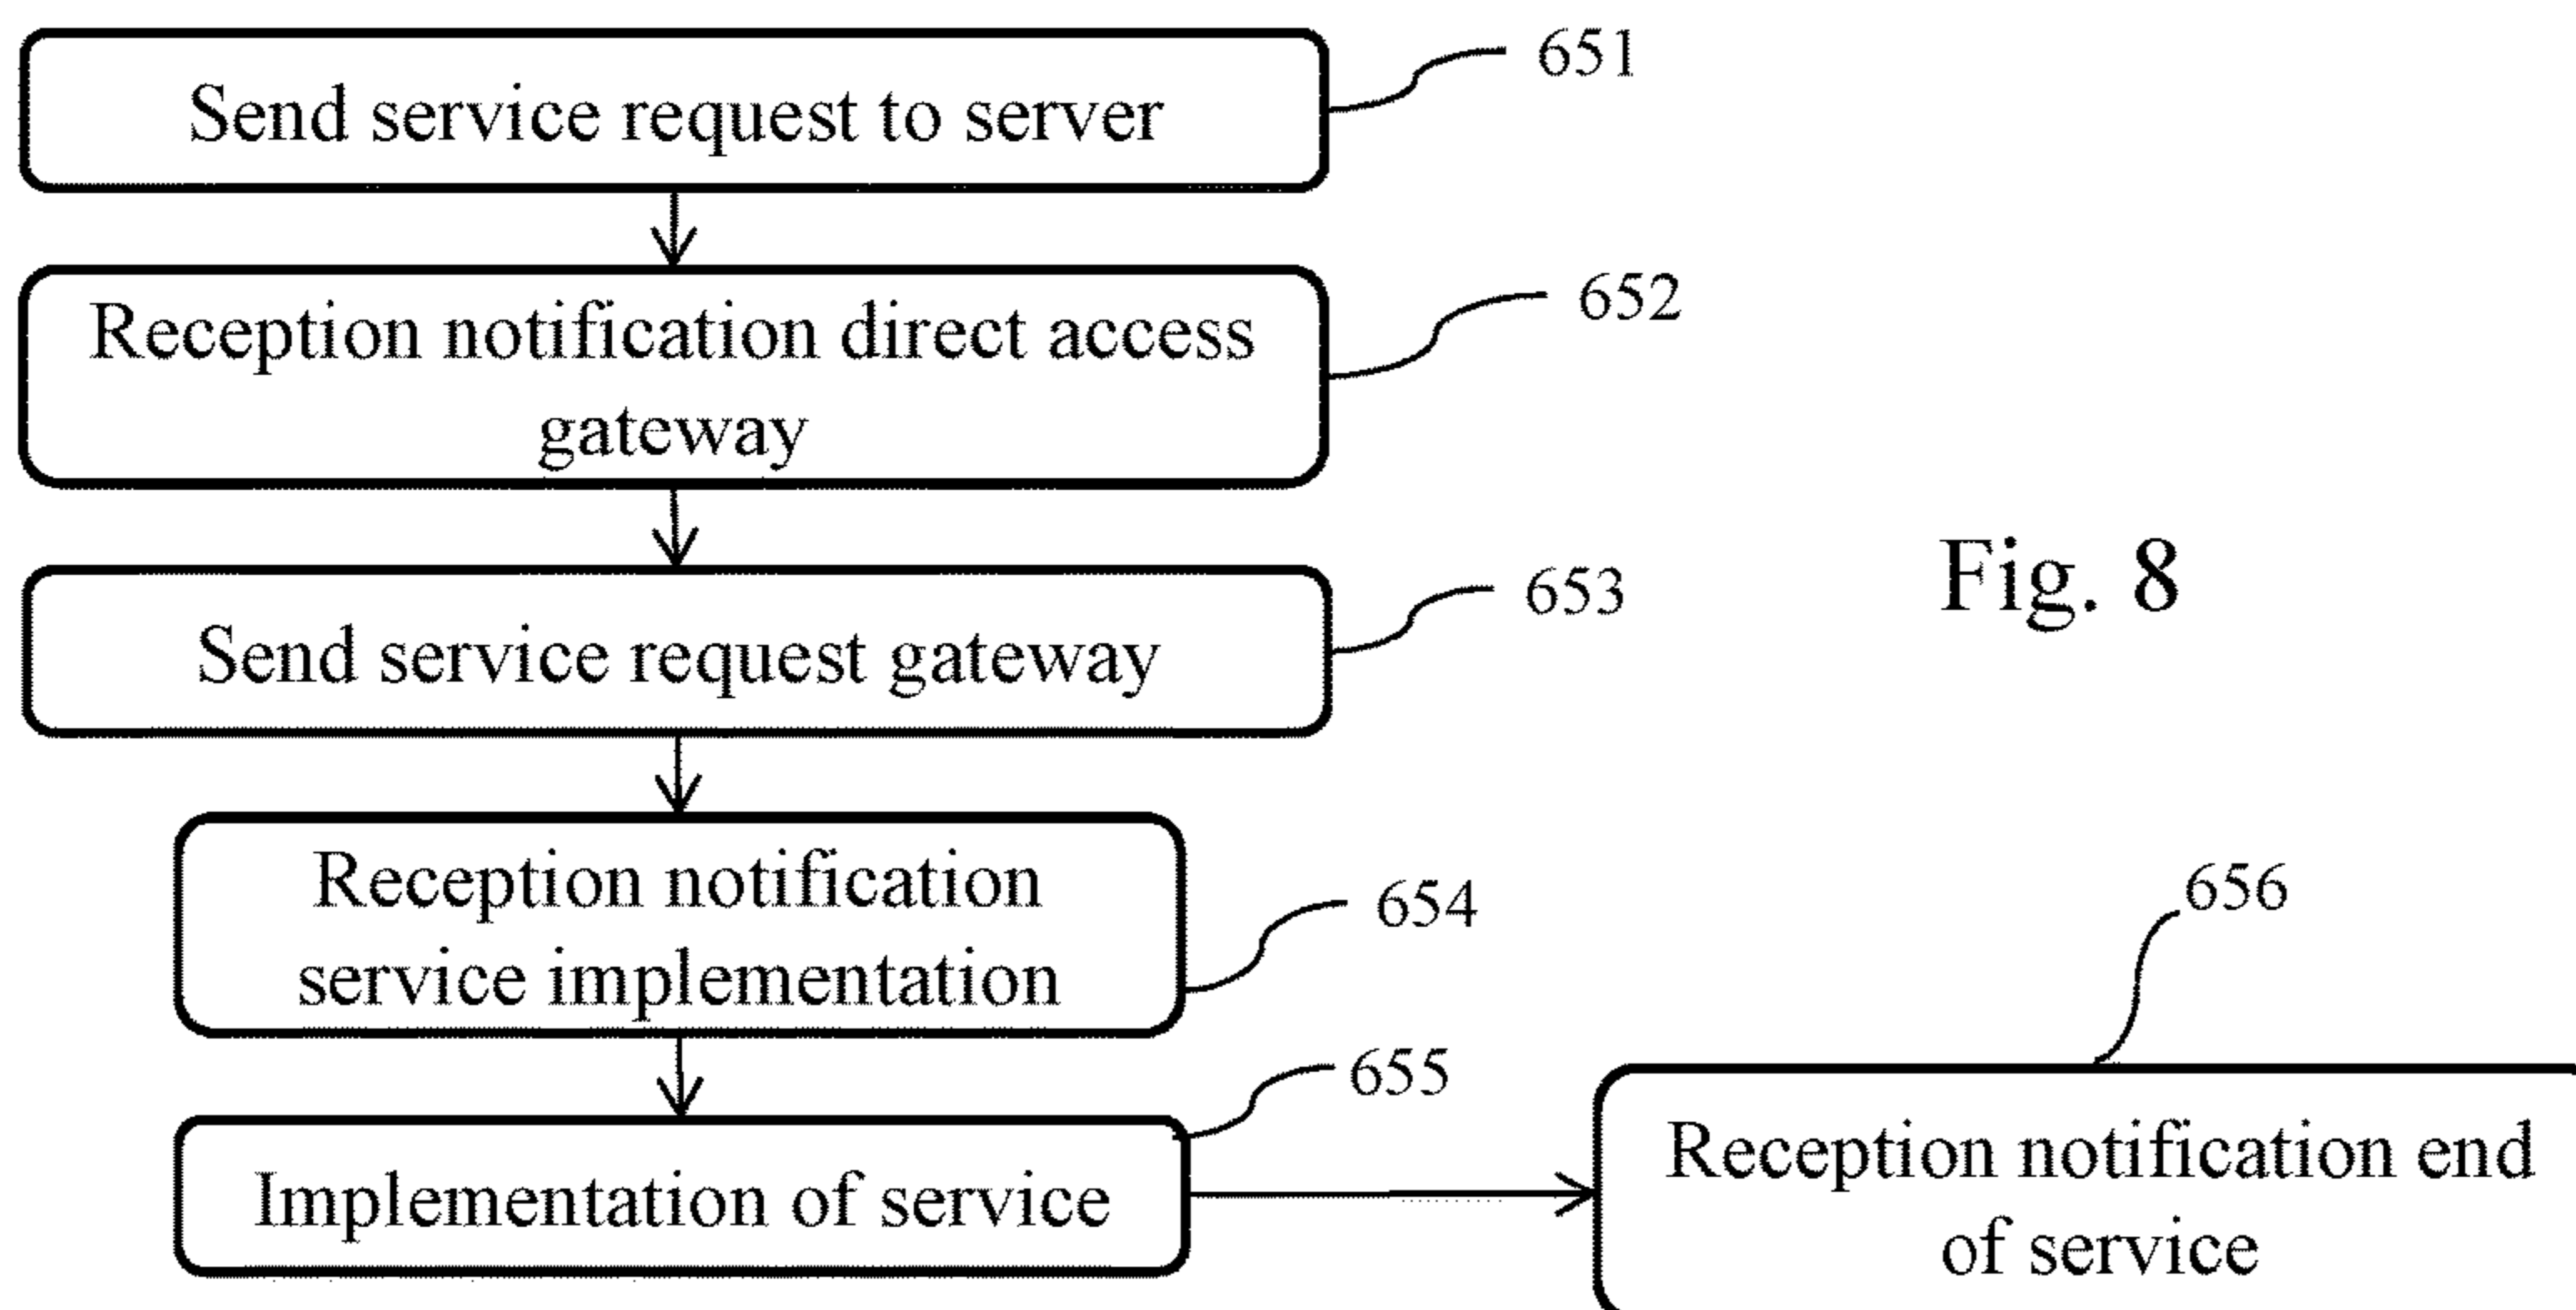 Send service request to server
651
Reception notification direct access
gateway
652
Send service request gateway
653
Fig. 8
Reception notification
service implementation
654
Implementation of service
655
Reception notification end
of service
656